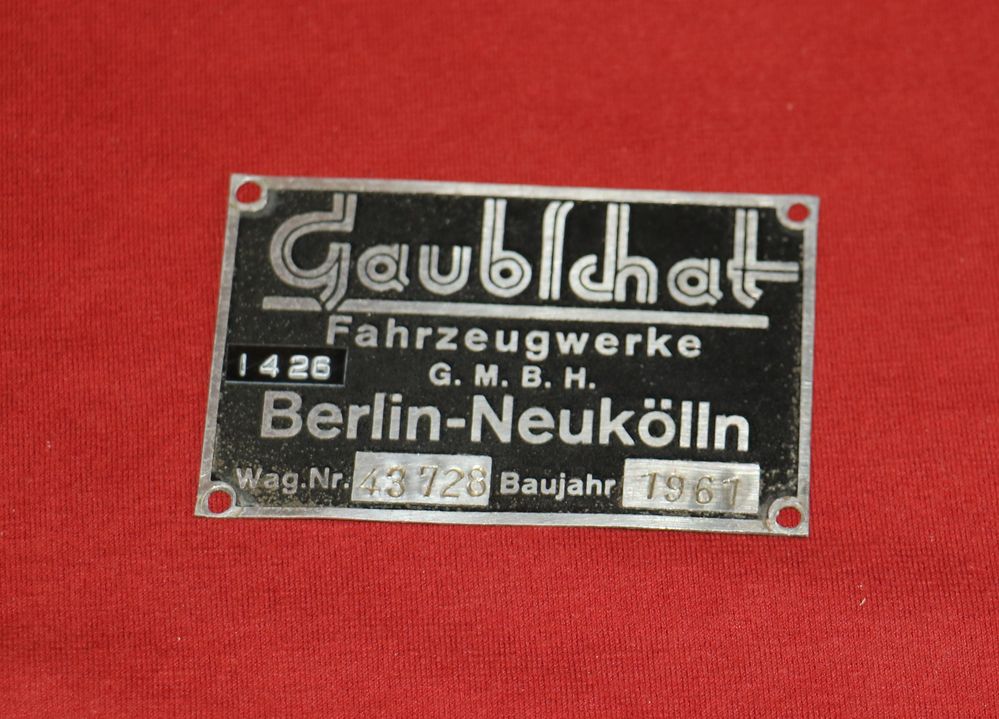 Gaubſchat
Fahrzeugwerke
1426
G. M. B. H.
Berlin-Neukölln
Wag.Nr. 43728 Baujahr 1961